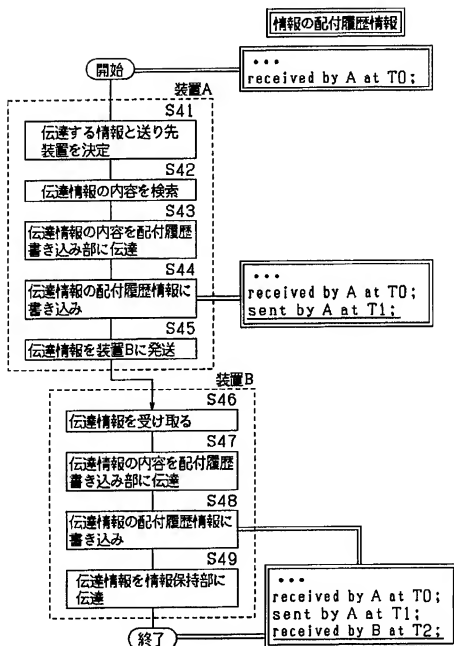 情報の配付履歴情報
開始
•••
received by A at T0;
装置A
S41
伝達する情報と送り先
装置を決定
S42
伝達情報の内容を検索
S43
伝達情報の内容を配付履歴
書き込み部に伝達
S44
伝達情報の配付履歴情報に
書き込み
•••
received by A at T0;
sent by A at T1;
S45
伝達情報を装置Bに発送
装置B
S46
伝達情報を受け取る
S47
伝達情報の内容を配付履歴
書き込み部に伝達
S48
伝達情報の配付履歴情報に
書き込み
S49
伝達情報を情報保持部に
伝達
•••
received by A at T0;
sent by A at T1;
received by B at T2;
終了